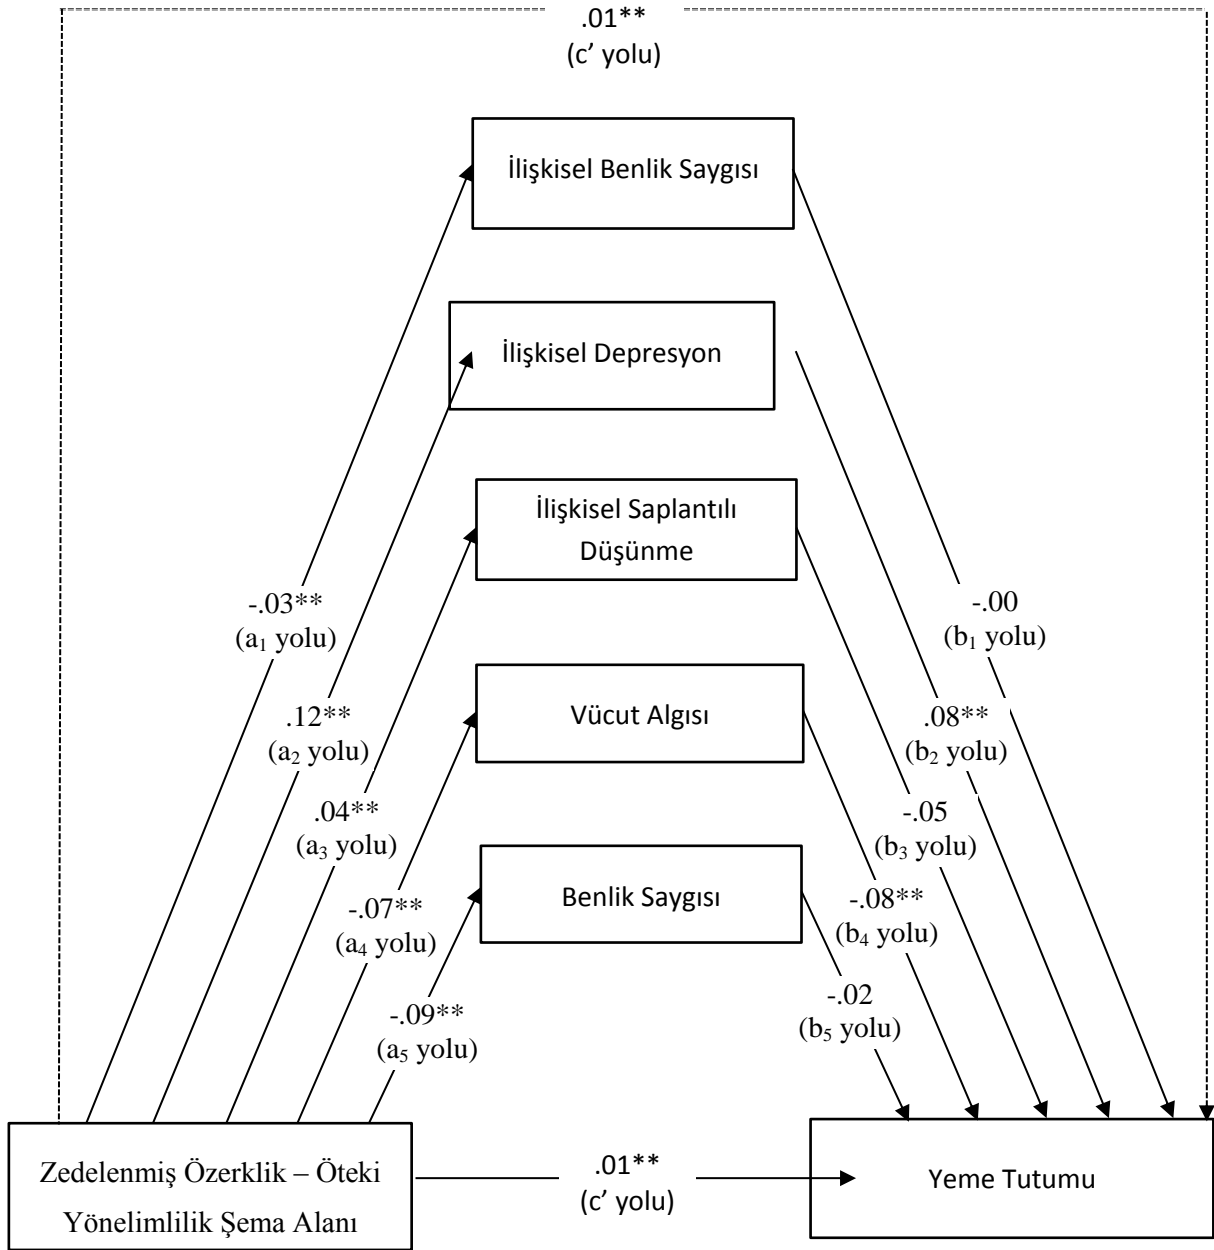 .01**
(c’ yolu)
İlişkisel Benlik Saygısı
İlişkisel Depresyon
İlişkisel Saplantılı
Düşünme
-.03**
(a₁ yolu)
-.00
(b₁ yolu)
Vücut Algısı
.12**
(a₂ yolu)
.08**
(b₂ yolu)
.04**
(a₃ yolu)
-.05
(b₃ yolu)
Benlik Saygısı
-.07**
(a₄ yolu)
-.08**
(b₄ yolu)
-.09**
(a₅ yolu)
-.02
(b₅ yolu)
Zedelenmiş Özerklik – Öteki
Yönelimlilik Şema Alanı
.01**
(c’ yolu)
Yeme Tutumu